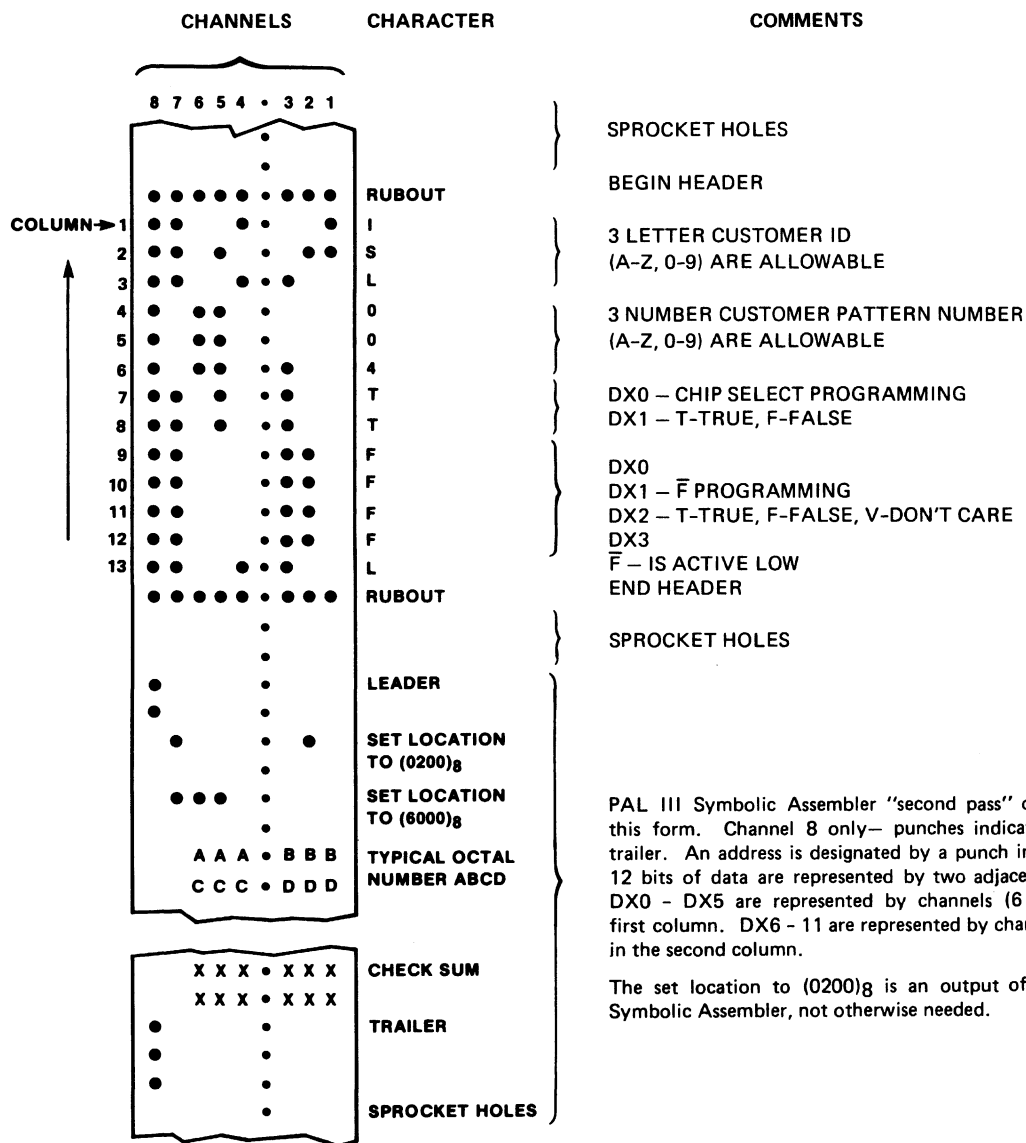 CHANNELS CHARACTER COMMENTS
8 7 6 5 4 • 3 2 1
SPROCKET HOLES
RUBOUT BEGIN HEADER
COLUMN→1 I
2 S 3 LETTER CUSTOMER ID
3 L (A-Z, 0-9) ARE ALLOWABLE
4 0 3 NUMBER CUSTOMER PATTERN NUMBER
5 0 (A-Z, 0-9) ARE ALLOWABLE
6 4
7 T DX0 – CHIP SELECT PROGRAMMING
8 T DX1 – T-TRUE, F-FALSE
9 F DX0
10 F DX1 – F̅ PROGRAMMING
11 F DX2 – T-TRUE, F-FALSE, V-DON'T CARE
12 F DX3
13 L F̅ – IS ACTIVE LOW
RUBOUT END HEADER
SPROCKET HOLES
LEADER
SET LOCATION
TO (0200)8
SET LOCATION
TO (6000)8
A A A • B B B TYPICAL OCTAL
C C C • D D D NUMBER ABCD
PAL III Symbolic Assembler "second pass"
this form. Channel 8 only– punches
trailer. An address is designated by a punch
12 bits of data are represented by two
DX0 - DX5 are represented by channels (6
first column. DX6 - 11 are represented by
in the second column.
X X X • X X X CHECK SUM
X X X • X X X
The set location to (0200)8 is an output of
Symbolic Assembler, not otherwise needed.
TRAILER
SPROCKET HOLES